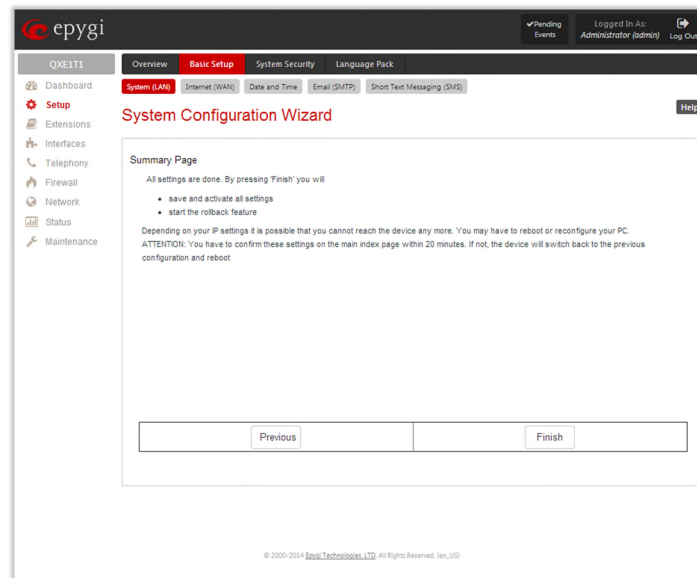 epygi
✔Pending
Events
Logged In As:
Administrator (admin)
Log Out
QXE1T1
Overview
Basic Setup
System Security
Language Pack
Dashboard
System (LAN)
Internet (WAN)
Date and Time
Email (SMTP)
Short Text Messaging (SMS)
Setup
Extensions
Interfaces
Telephony
Firewall
Network
Status
Maintenance
System Configuration Wizard
Help
Summary Page
All settings are done. By pressing 'Finish' you will
• save and activate all settings
• start the rollback feature
Depending on your IP settings it is possible that you cannot reach the device any more. You may have to reboot or reconfigure your PC.
ATTENTION: You have to confirm these settings on the main index page within 20 minutes. If not, the device will switch back to the previous
configuration and reboot
Previous
Finish
© 2000-2014 Epygi Technologies, LTD. All Rights Reserved. (en_US)